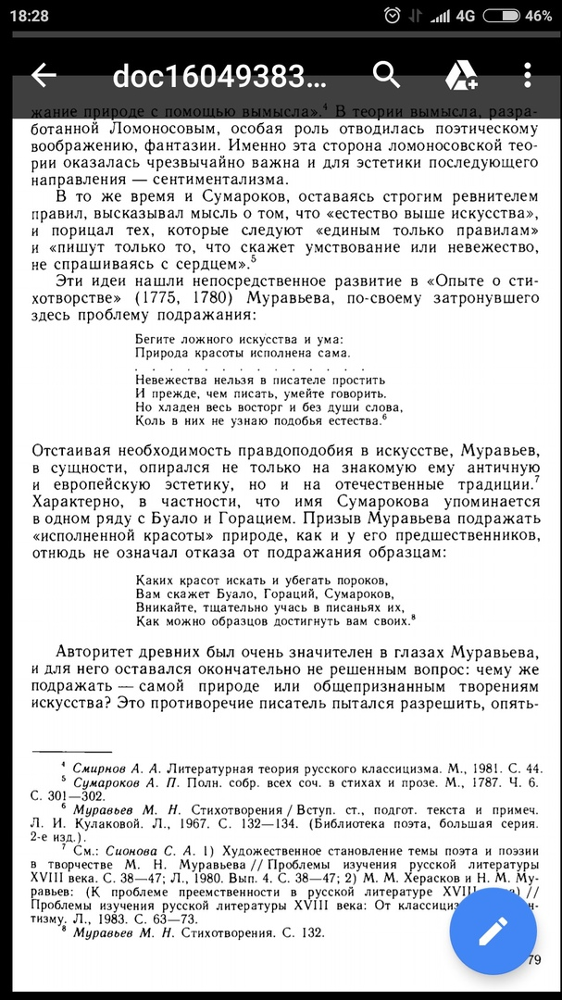 18:28
4G 46%
doc16049383...
жание природе с помощью вымысла».⁴ В теории вымысла, разра-
ботанной Ломоносовым, особая роль отводилась поэтическому
воображению, фантазии. Именно эта сторона ломоносовской тео-
рии оказалась чрезвычайно важна и для эстетики последующего
направления — сентиментализма.
В то же время и Сумароков, оставаясь строгим ревнителем
правил, высказывал мысль о том, что «естество выше искусства»,
и порицал тех, которые следуют «единым только правилам»
и «пишут только то, что скажет умствование или невежество,
не спрашиваясь с сердцем».⁵
Эти идеи нашли непосредственное развитие в «Опыте о сти-
хотворстве» (1775, 1780) Муравьева, по-своему затронувшего
здесь проблему подражания:
Бегите ложного искусства и ума:
Природа красоты исполнена сама.
. . . . . . . . . . . . . .
Невежества нельзя в писателе простить
И прежде, чем писать, умейте говорить.
Но хладен весь восторг и без души слова,
Коль в них не узнаю подобья естества.⁶
Отстаивая необходимость правдоподобия в искусстве, Муравьев,
в сущности, опирался не только на знакомую ему античную
и европейскую эстетику, но и на отечественные традиции.⁷
Характерно, в частности, что имя Сумарокова упоминается
в одном ряду с Буало и Горацием. Призыв Муравьева подражать
«исполненной красоты» природе, как и у его предшественников,
отнюдь не означал отказа от подражания образцам:
Каких красот искать и убегать пороков,
Вам скажет Буало, Гораций, Сумароков,
Вникайте, тщательно учась в писаньях их,
Как можно образцов достигнуть вам своих.⁸
Авторитет древних был очень значителен в глазах Муравьева,
и для него оставался окончательно не решенным вопрос: чему же
подражать — самой природе или общепризнанным творениям
искусства? Это противоречие писатель пытался разрешить, опять-
⁴ Смирнов А. А. Литературная теория русского классицизма. М., 1981. С. 44.
⁵ Сумароков А. П. Полн. собр. всех соч. в стихах и прозе. М., 1787. Ч. 6.
С. 301—302.
⁶ Муравьев М. Н. Стихотворения / Вступ. ст., подгот. текста и примеч.
Л. И. Кулаковой. Л., 1967. С. 132—134. (Библиотека поэта, большая серия.
2-е изд.).
⁷ См.: Сионова С. А. 1) Художественное становление темы поэта и поэзии
в творчестве М. Н. Муравьева // Проблемы изучения русской литературы
XVIII века. С. 38—47; Л., 1980. Вып. 4. С. 38—47; 2) М. М. Херасков и Н. М. Му-
равьев: (К проблеме преемственности в русской литературе XVIII //
Проблемы изучения русской литературы XVIII века: От
тизму. Л., 1983. С. 63—73.
⁸ Муравьев М. Н. Стихотворения. С. 132.
79